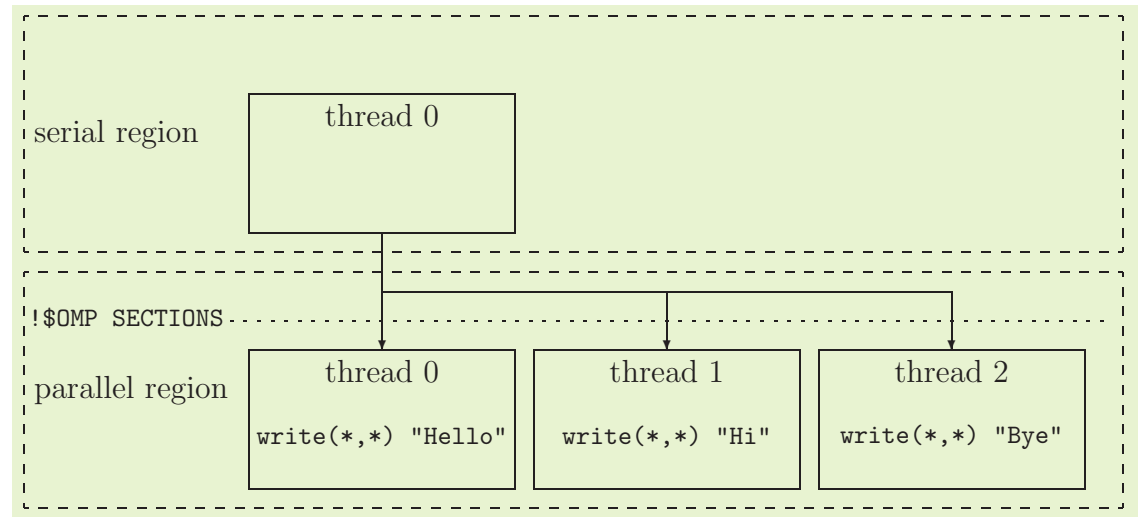 thread 0
serial region
!$OMP SECTIONS
thread 0 thread 1 thread 2
parallel region
write(*,*) "Hello" write(*,*) "Hi" write(*,*) "Bye"